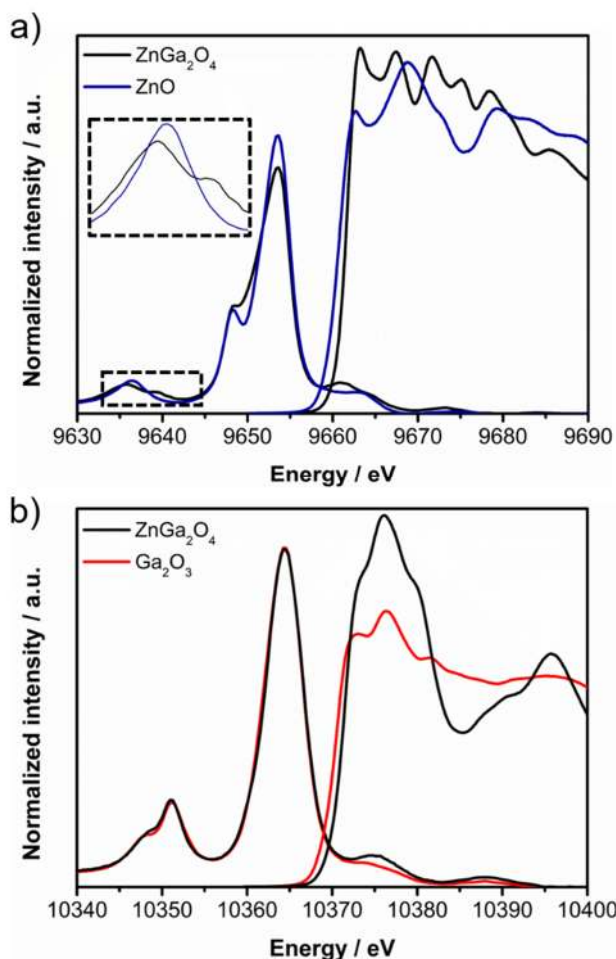 a)
ZnGa₂O₄
ZnO
Normalized intensity / a.u.
9630 9640 9650 9660 9670 9680 9690
Energy / eV
b)
ZnGa₂O₄
Ga₂O₃
Normalized intensity / a.u.
10340 10350 10360 10370 10380 10390 10400
Energy / eV